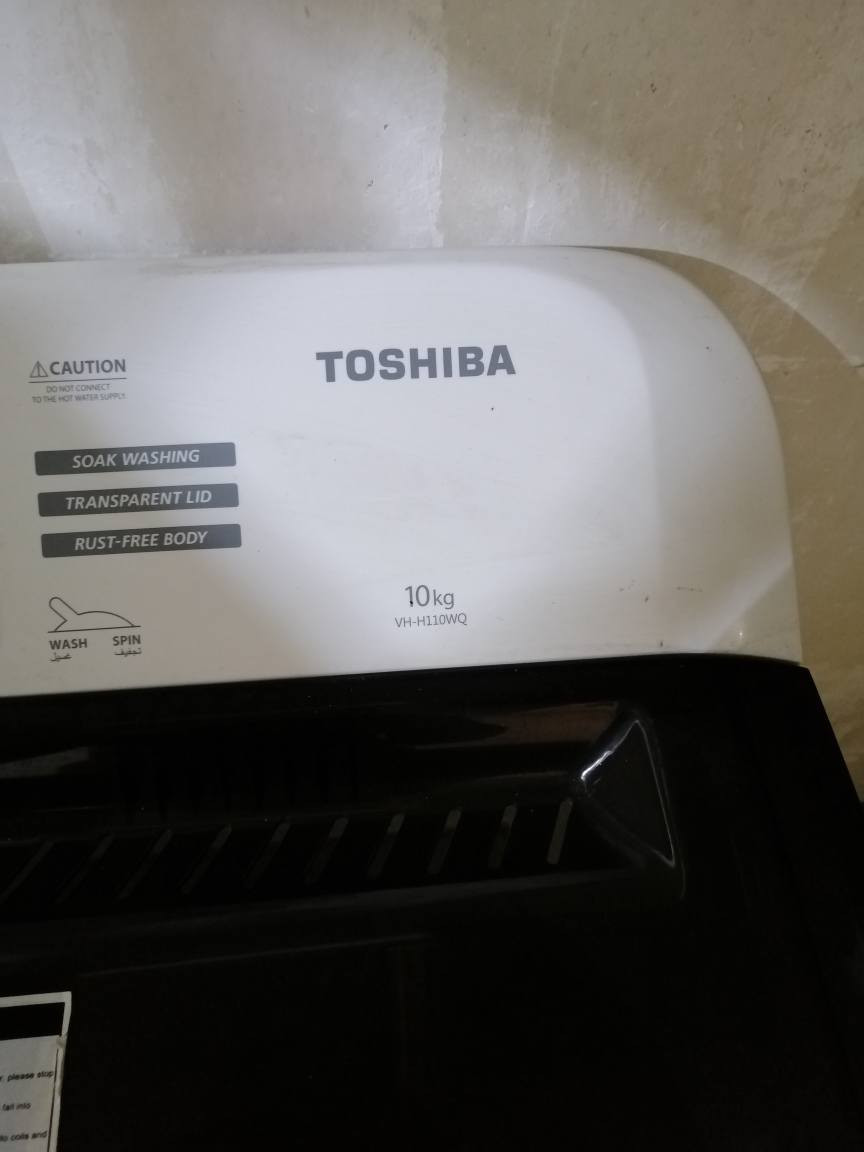 TOSHIBA
CAUTION
DO NOT CONNECT
TO THE HOT WATER SUPPLY.
SOAK WASHING
TRANSPARENT LID
RUST-FREE BODY
10kg
VH-H110WQ
WASH SPIN
غسيل تجفيف
please stop
fall into
to coils and